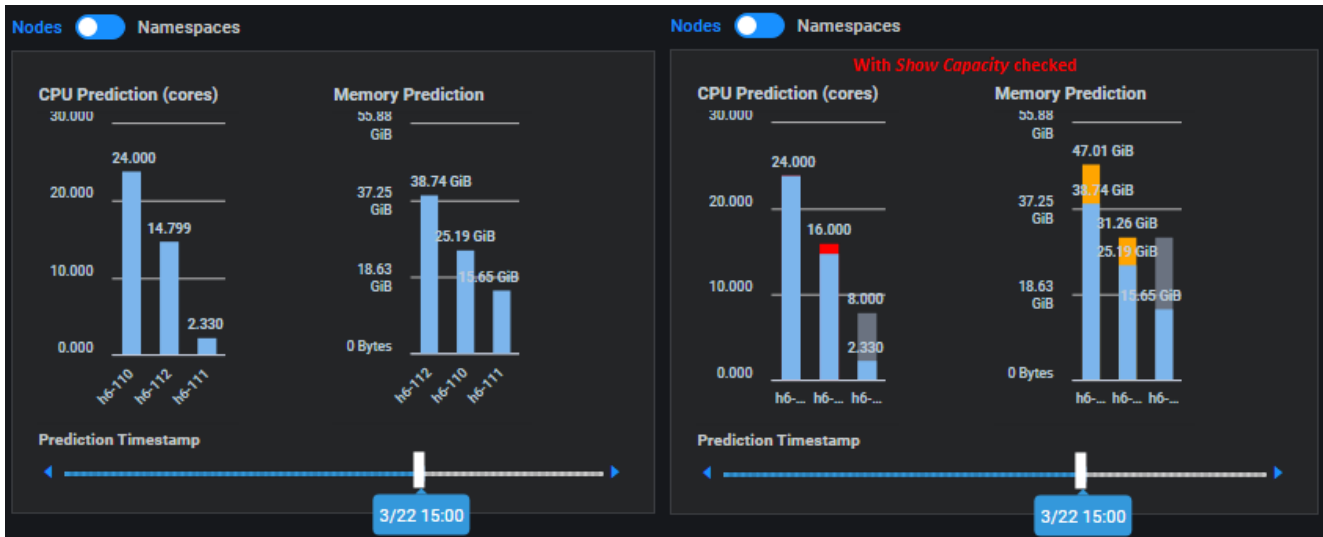 Nodes Namespaces
CPU Prediction (cores)
30.000
24.000
20.000
14.799
10.000
2.330
0.000
h6-110
h6-112
h6-111
Memory Prediction
55.88
GiB
38.74 GiB
37.25
GiB
25.19 GiB
18.63
GiB
15.65 GiB
0 Bytes
h6-112
h6-110
h6-111
Prediction Timestamp
3/22 15:00
Nodes Namespaces
With Show Capacity checked
CPU Prediction (cores)
30.000
24.000
20.000
16.000
10.000
8.000
2.330
0.000
h6-... h6-... h6-...
Memory Prediction
55.88
GiB
47.01 GiB
38.74 GiB
37.25
GiB
31.26 GiB
25.19 GiB
18.63
GiB
15.65 GiB
0 Bytes
h6-... h6-... h6-...
Prediction Timestamp
3/22 15:00